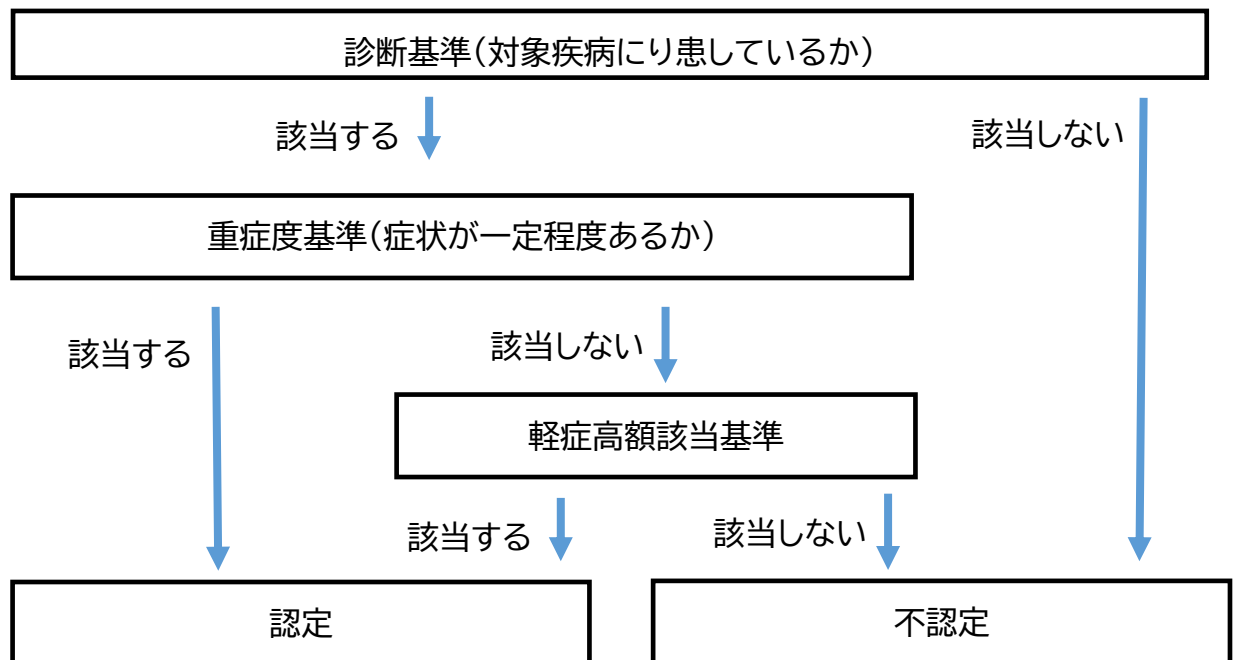 診断基準(対象疾病にり患しているか)
該当する
該当しない
重症度基準(症状が一定程度あるか)
該当する
該当しない
軽症高額該当基準
該当する
該当しない
認定
不認定